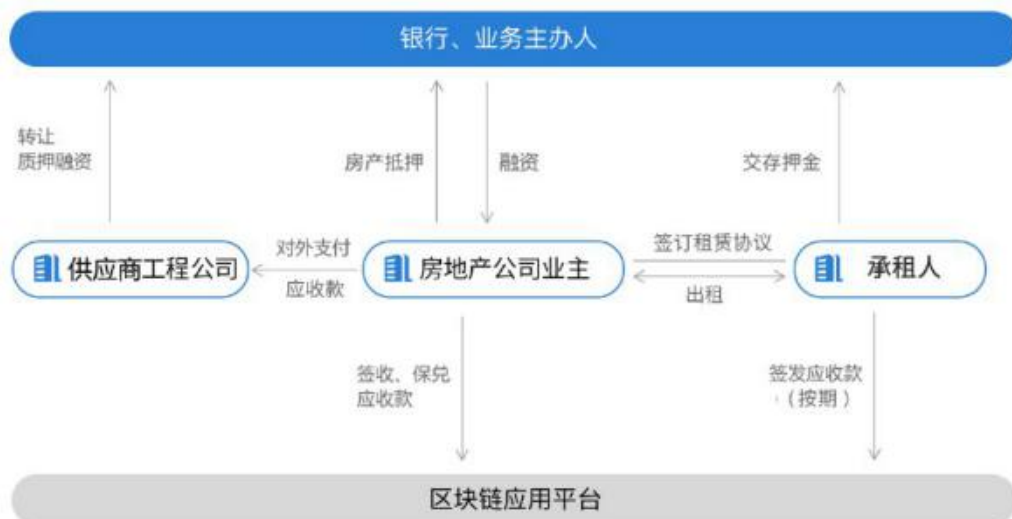 银行、业务主办人
转让
质押融资
房产抵押
融资
交存押金
供应商工程公司
对外支付
应收款
房地产公司业主
签订租赁协议
出租
承租人
签收、保兑
应收款
签发应收款
（按期）
区块链应用平台